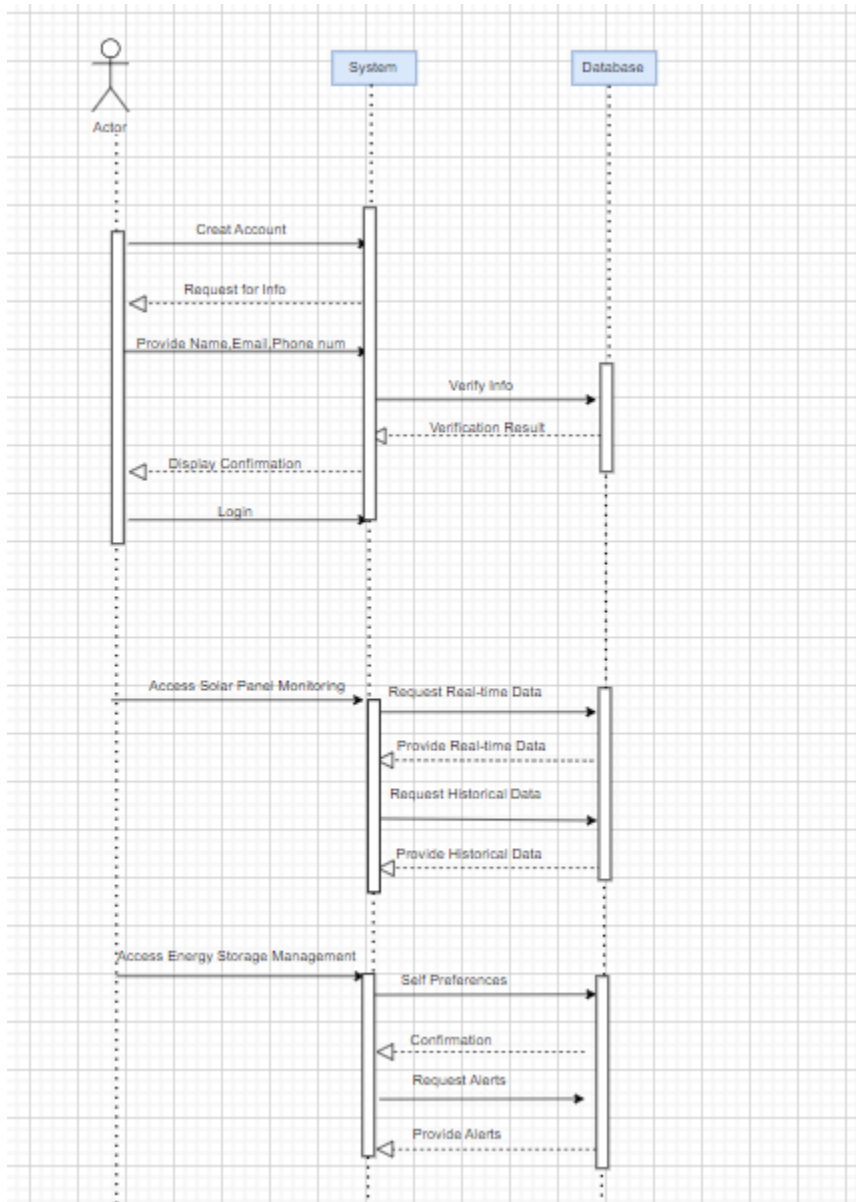 System
Database
Actor
Creat Account
Request for Info
Provide Name,Email,Phone num
Verify Info
Verification Result
Display Confirmation
Login
Access Solar Panel Monitoring
Request Real-time Data
Provide Real-time Data
Request Historical Data
Provide Historical Data
Access Energy Storage Management
Self Preferences
Confirmation
Request Alerts
Provide Alerts